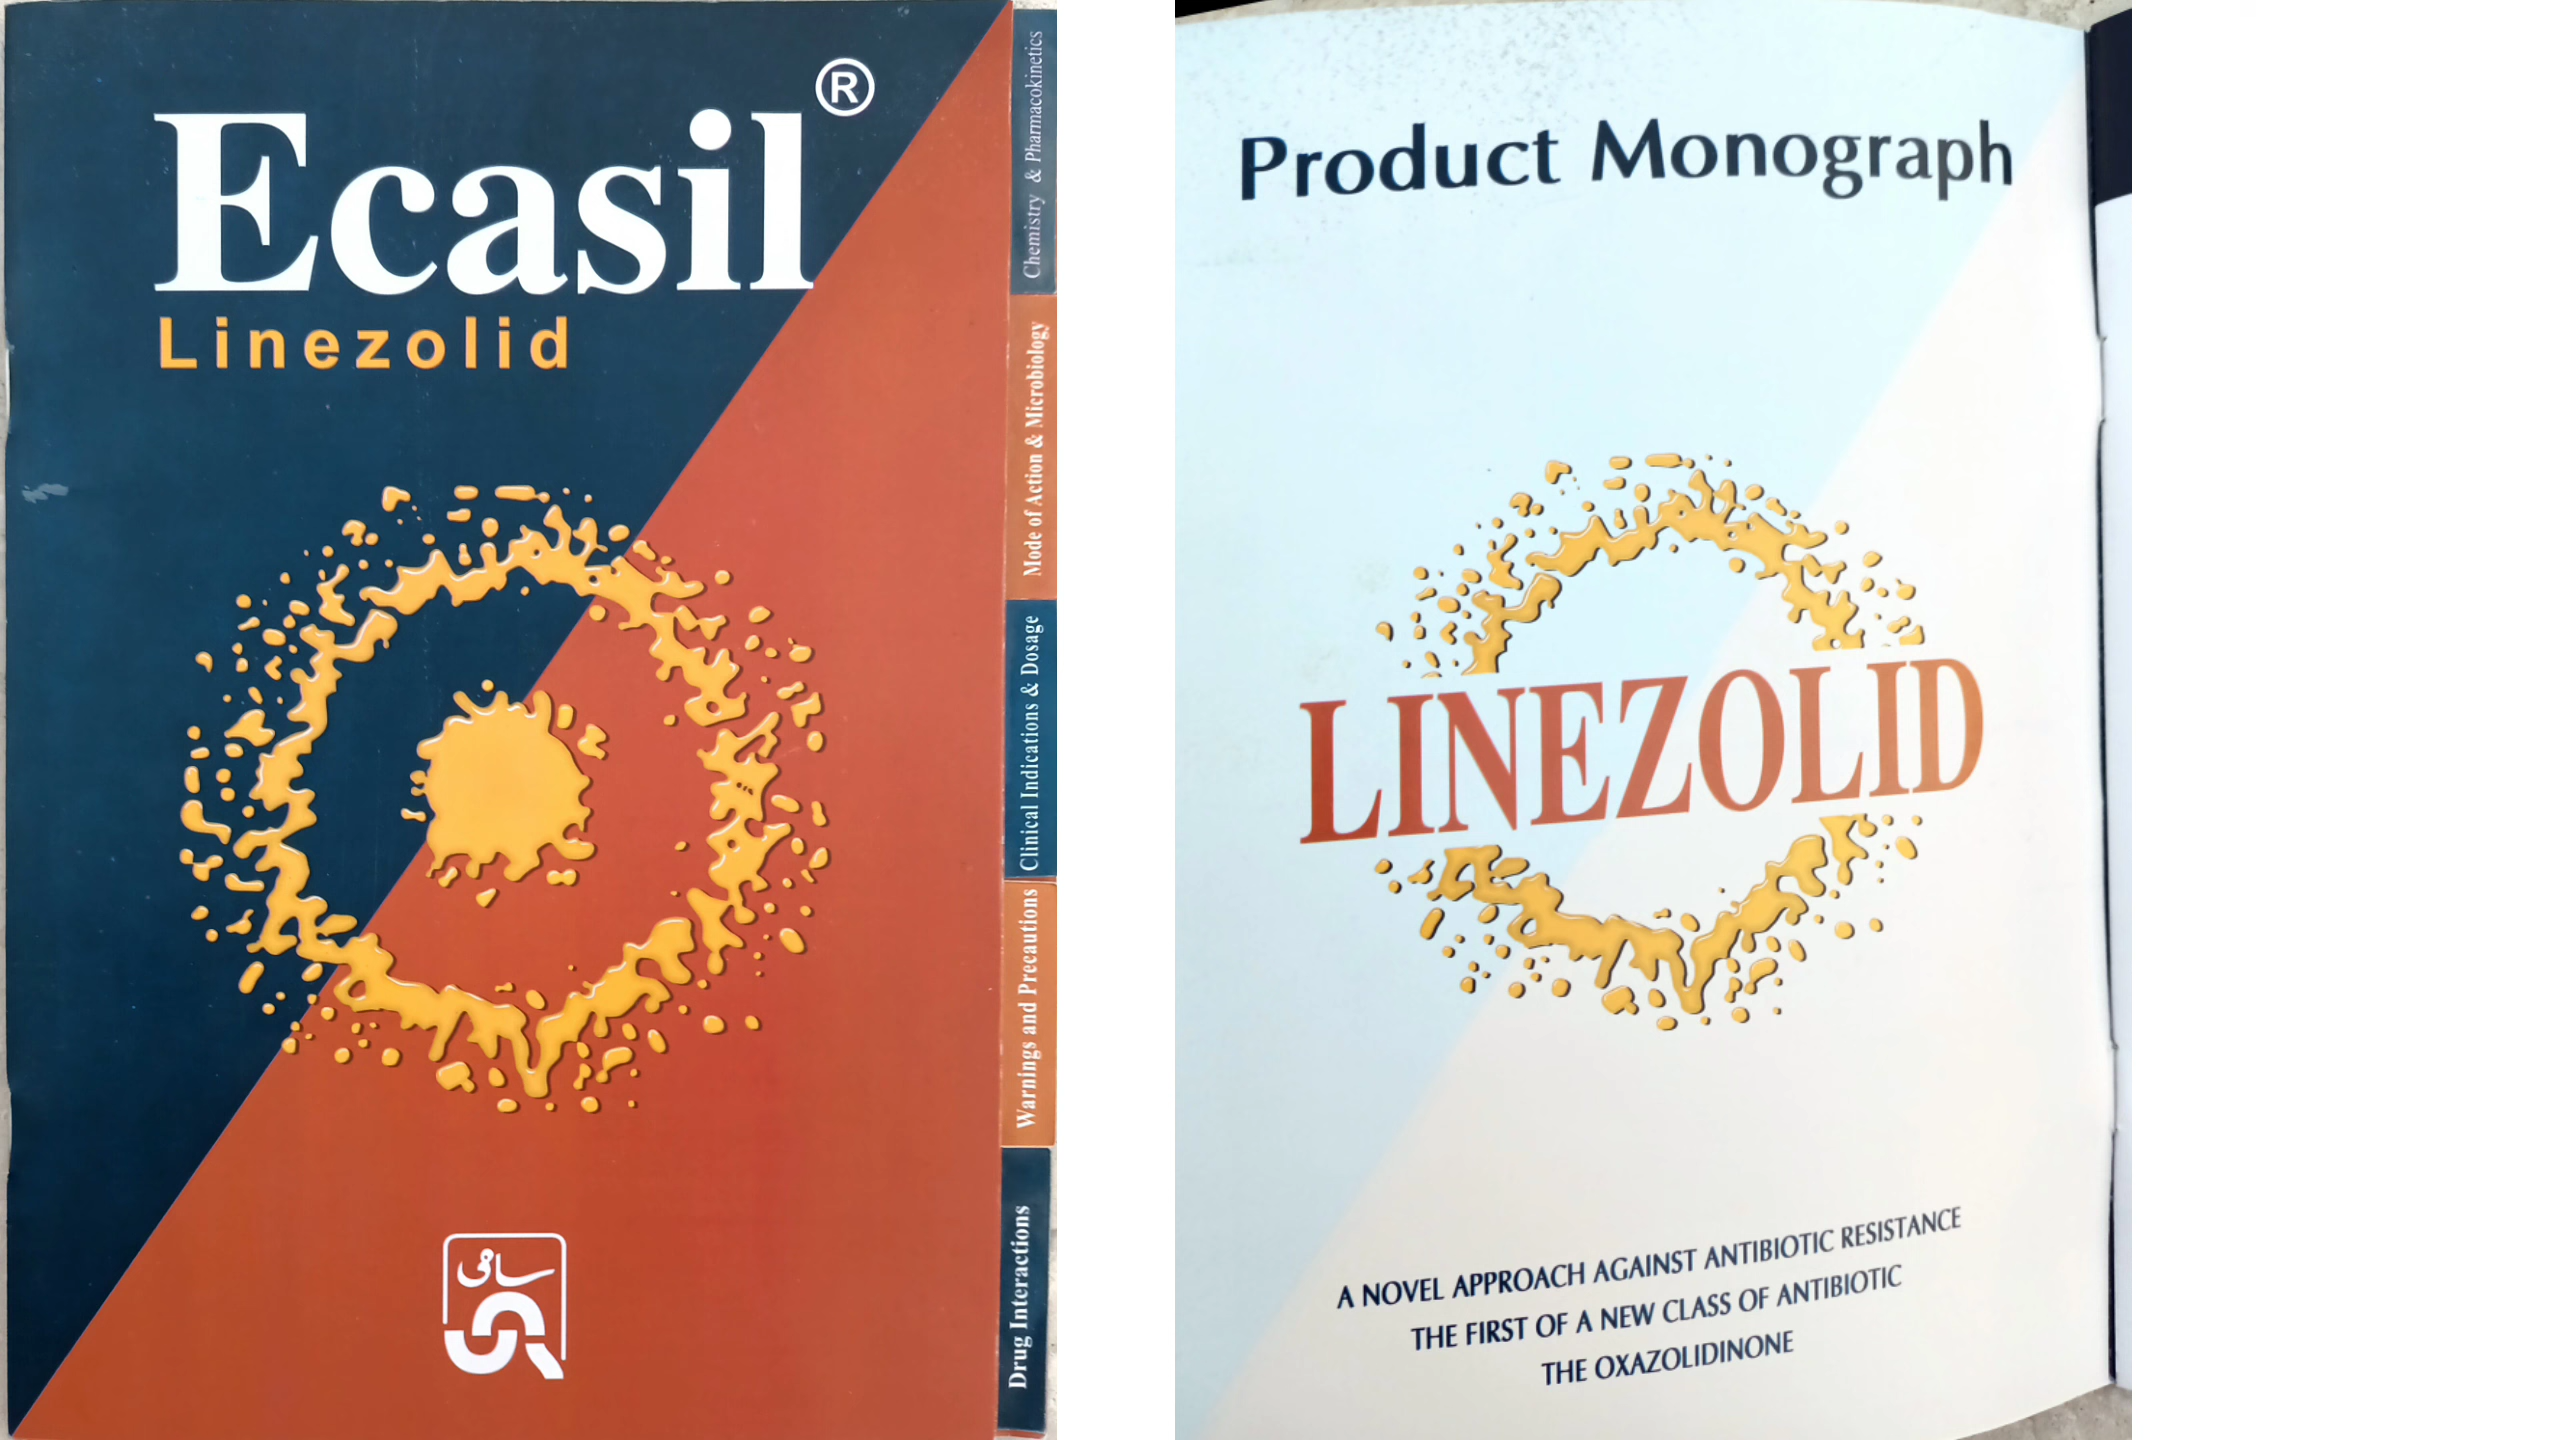 Ecasil®
Linezolid
Chemistry & Pharmacokinetics
Mode of Action & Microbiology
Clinical Indications & Dosage
Warnings and Precautions
Drug Interactions
سامی
Product Monograph
LINEZOLID
A NOVEL APPROACH AGAINST ANTIBIOTIC RESISTANCE
THE FIRST OF A NEW CLASS OF ANTIBIOTIC
THE OXAZOLIDINONE